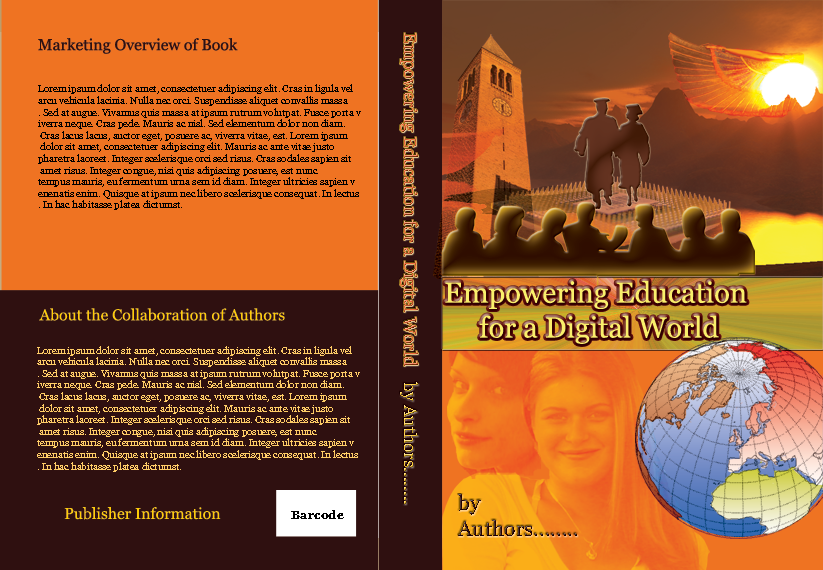 Marketing Overview of Book
Lorem ipsum dolor sit amet, consectetuer adipiscing elit. Cras in ligula vel
arcu vehicula lacinia. Nulla nec orci. Suspendisse aliquet convallis massa
. Sed at augue. Vivamus quis massa at ipsum rutrum volutpat. Fusce porta v
iverra neque. Cras pede. Mauris ac nisl. Sed elementum dolor non diam.
Cras lacus lacus, auctor eget, posuere ac, viverra vitae, est. Lorem ipsum
dolor sit amet, consectetuer adipiscing elit. Mauris ac ante vitae justo
pharetra laoreet. Integer scelerisque orci sed risus. Cras sodales sapien sit
amet risus. Integer congue, nisi quis adipiscing posuere, est nunc
tempus mauris, eu fermentum urna sem id diam. Integer ultricies sapien v
enenatis enim. Quisque at ipsum nec libero scelerisque consequat. In lectus
. In hac habitasse platea dictumst.
About the Collaboration of Authors
Lorem ipsum dolor sit amet, consectetuer adipiscing elit. Cras in ligula vel
arcu vehicula lacinia. Nulla nec orci. Suspendisse aliquet convallis massa
. Sed at augue. Vivamus quis massa at ipsum rutrum volutpat. Fusce porta v
iverra neque. Cras pede. Mauris ac nisl. Sed elementum dolor non diam.
Cras lacus lacus, auctor eget, posuere ac, viverra vitae, est. Lorem ipsum
dolor sit amet, consectetuer adipiscing elit. Mauris ac ante vitae justo
pharetra laoreet. Integer scelerisque orci sed risus. Cras sodales sapien sit
amet risus. Integer congue, nisi quis adipiscing posuere, est nunc
tempus mauris, eu fermentum urna sem id diam. Integer ultricies sapien v
enenatis enim. Quisque at ipsum nec libero scelerisque consequat. In lectus
. In hac habitasse platea dictumst.
Publisher Information
Barcode
Empowering Education for a Digital World by Authors........
Empowering Education
for a Digital World
by
Authors........